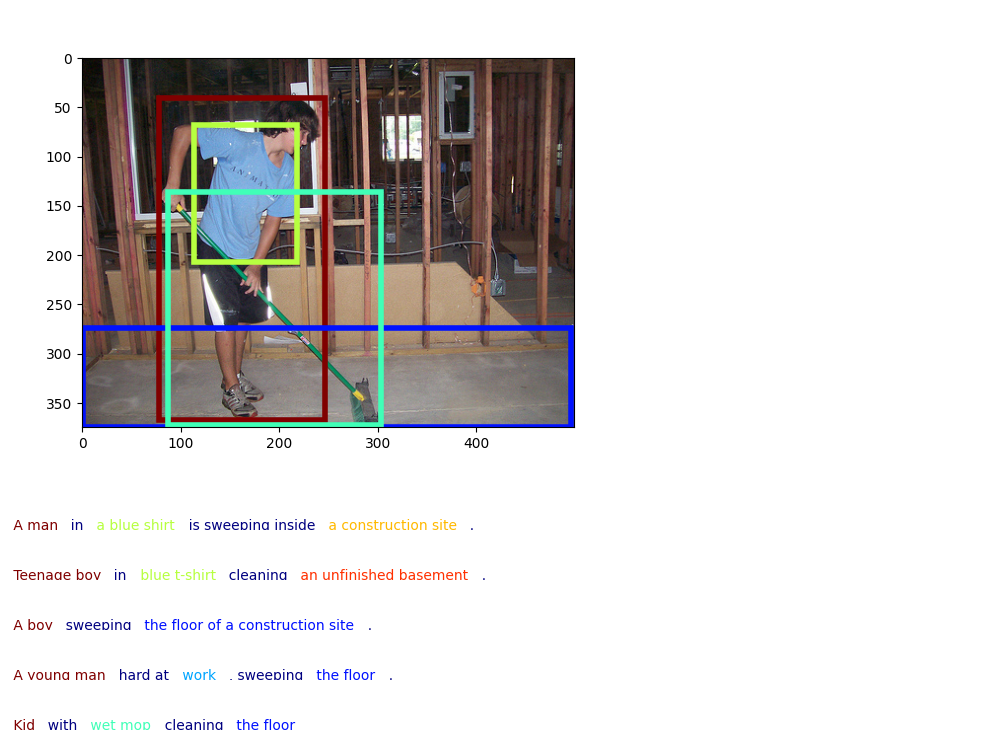 0
50
100
150
200
250
300
350
0 100 200 300 400
A man in a blue shirt is sweeping inside a construction site .
Teenage boy in blue t-shirt cleaning an unfinished basement .
A boy sweeping the floor of a construction site .
A young man hard at work , sweeping the floor .
Kid with wet mop cleaning the floor